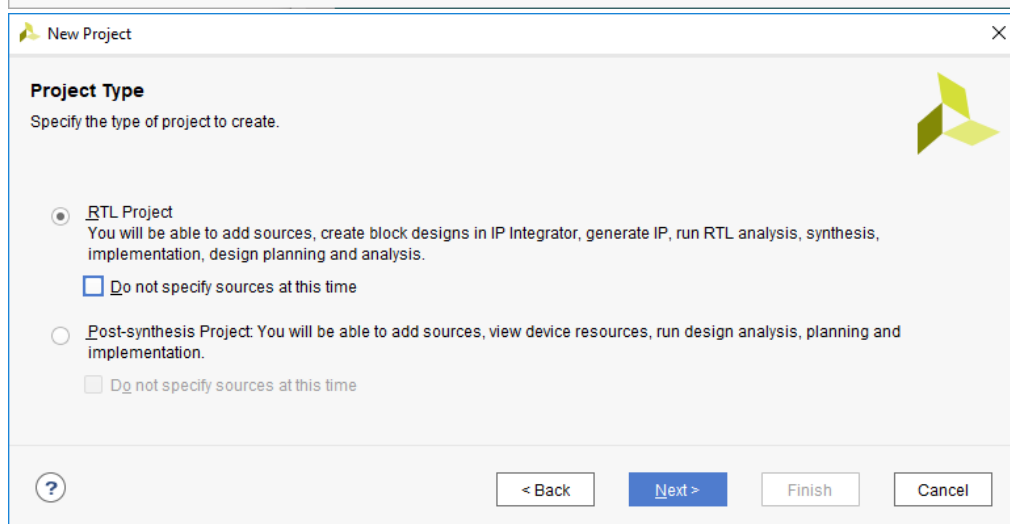 New Project
Project Type
Specify the type of project to create.
RTL Project
You will be able to add sources, create block designs in IP Integrator, generate IP, run RTL analysis, synthesis,
implementation, design planning and analysis.
Do not specify sources at this time
Post-synthesis Project: You will be able to add sources, view device resources, run design analysis, planning and
implementation.
Do not specify sources at this time
?
< Back
Next >
Finish
Cancel